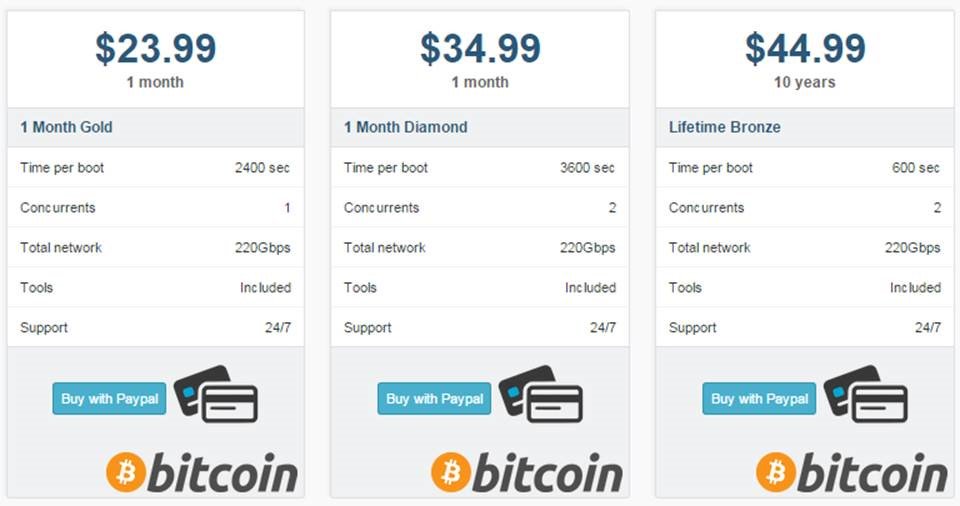 $23.99
1 month
1 Month Gold
Time per boot 2400 sec
Concurrents 1
Total network 220Gbps
Tools Included
Support 24/7
Buy with Paypal
bitcoin
$34.99
1 month
1 Month Diamond
Time per boot 3600 sec
Concurrents 2
Total network 220Gbps
Tools Included
Support 24/7
Buy with Paypal
bitcoin
$44.99
10 years
Lifetime Bronze
Time per boot 600 sec
Concurrents 2
Total network 220Gbps
Tools Included
Support 24/7
Buy with Paypal
bitcoin